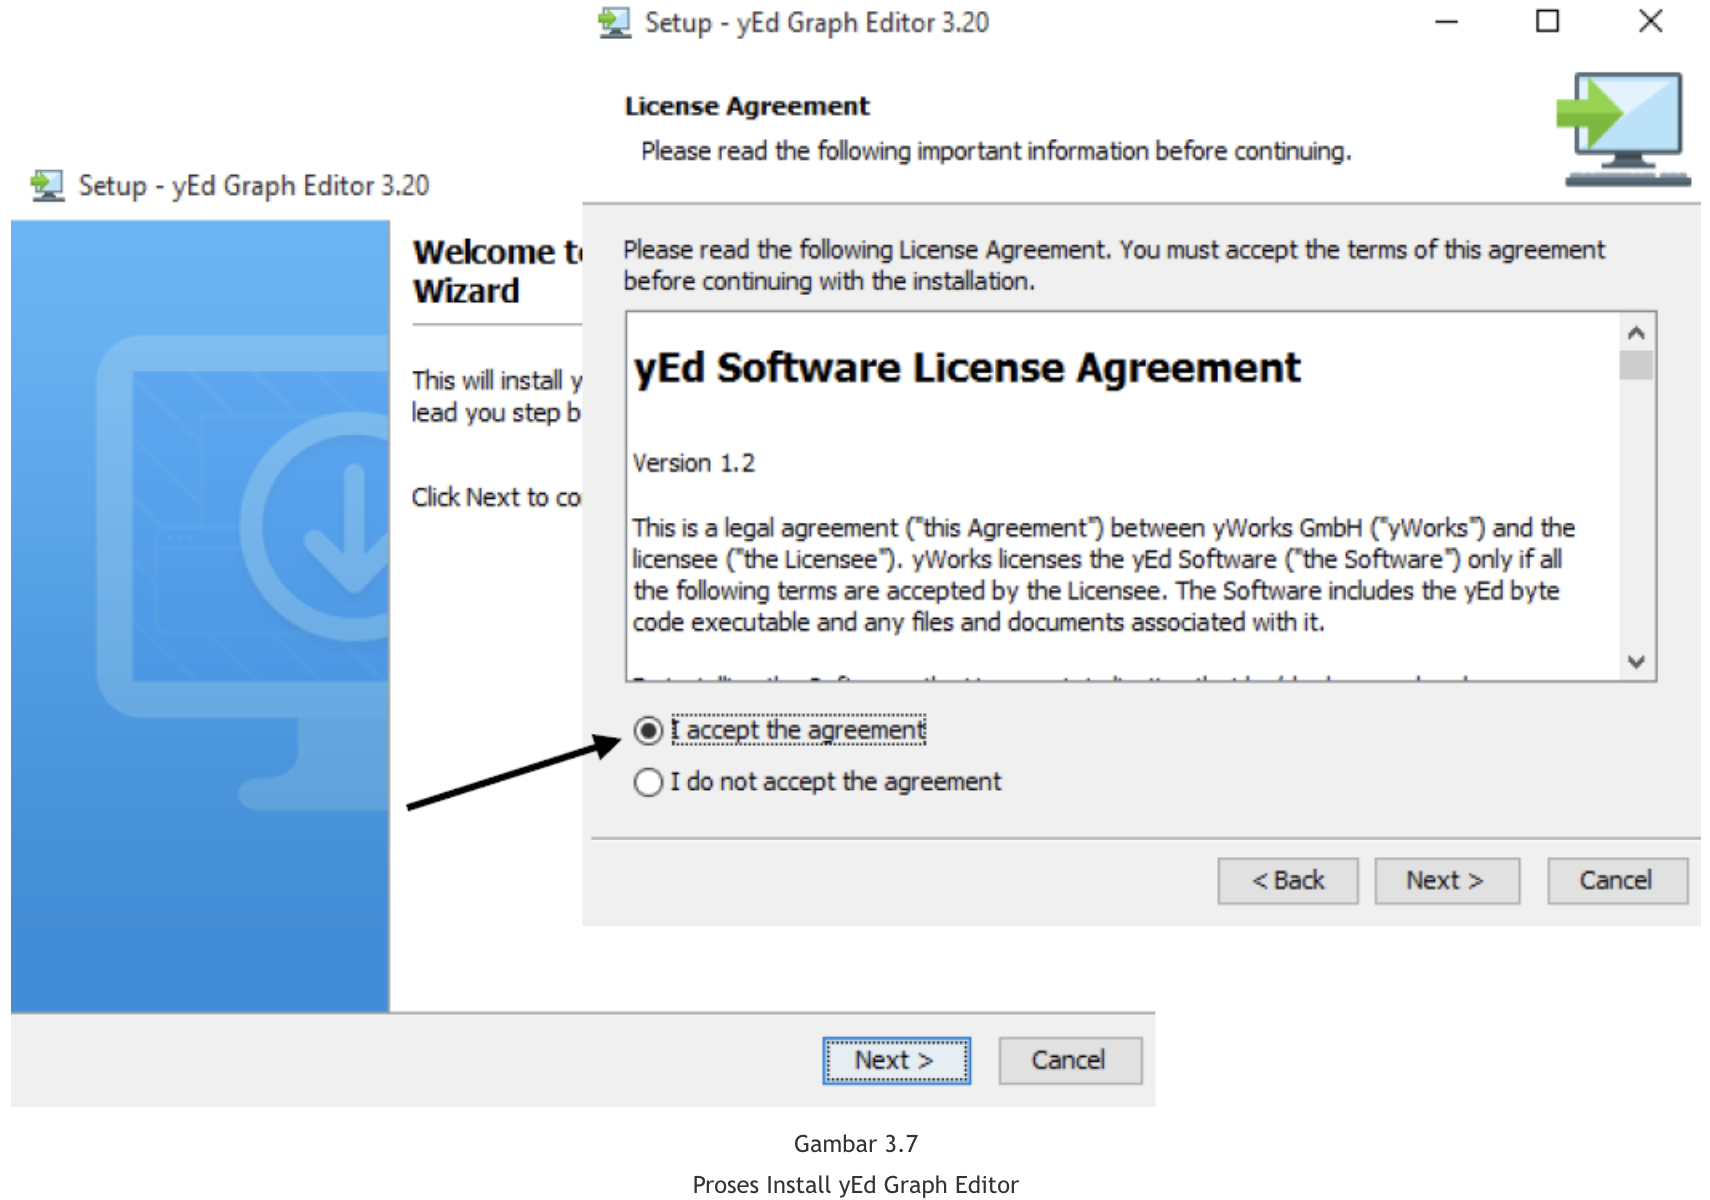 Setup - yEd Graph Editor 3.20
License Agreement
Please read the following important information before continuing.
Setup - yEd Graph Editor 3.20
Welcome to
Wizard
This will install y
lead you step b
Click Next to co
Please read the following License Agreement. You must accept the terms of this agreement
before continuing with the installation.
yEd Software License Agreement
Version 1.2
This is a legal agreement ("this Agreement") between yWorks GmbH ("yWorks") and the
licensee ("the Licensee"). yWorks licenses the yEd Software ("the Software") only if all
the following terms are accepted by the Licensee. The Software includes the yEd byte
code executable and any files and documents associated with it.
I accept the agreement
I do not accept the agreement
< Back
Next >
Cancel
Next >
Cancel
Gambar 3.7
Proses Install yEd Graph Editor